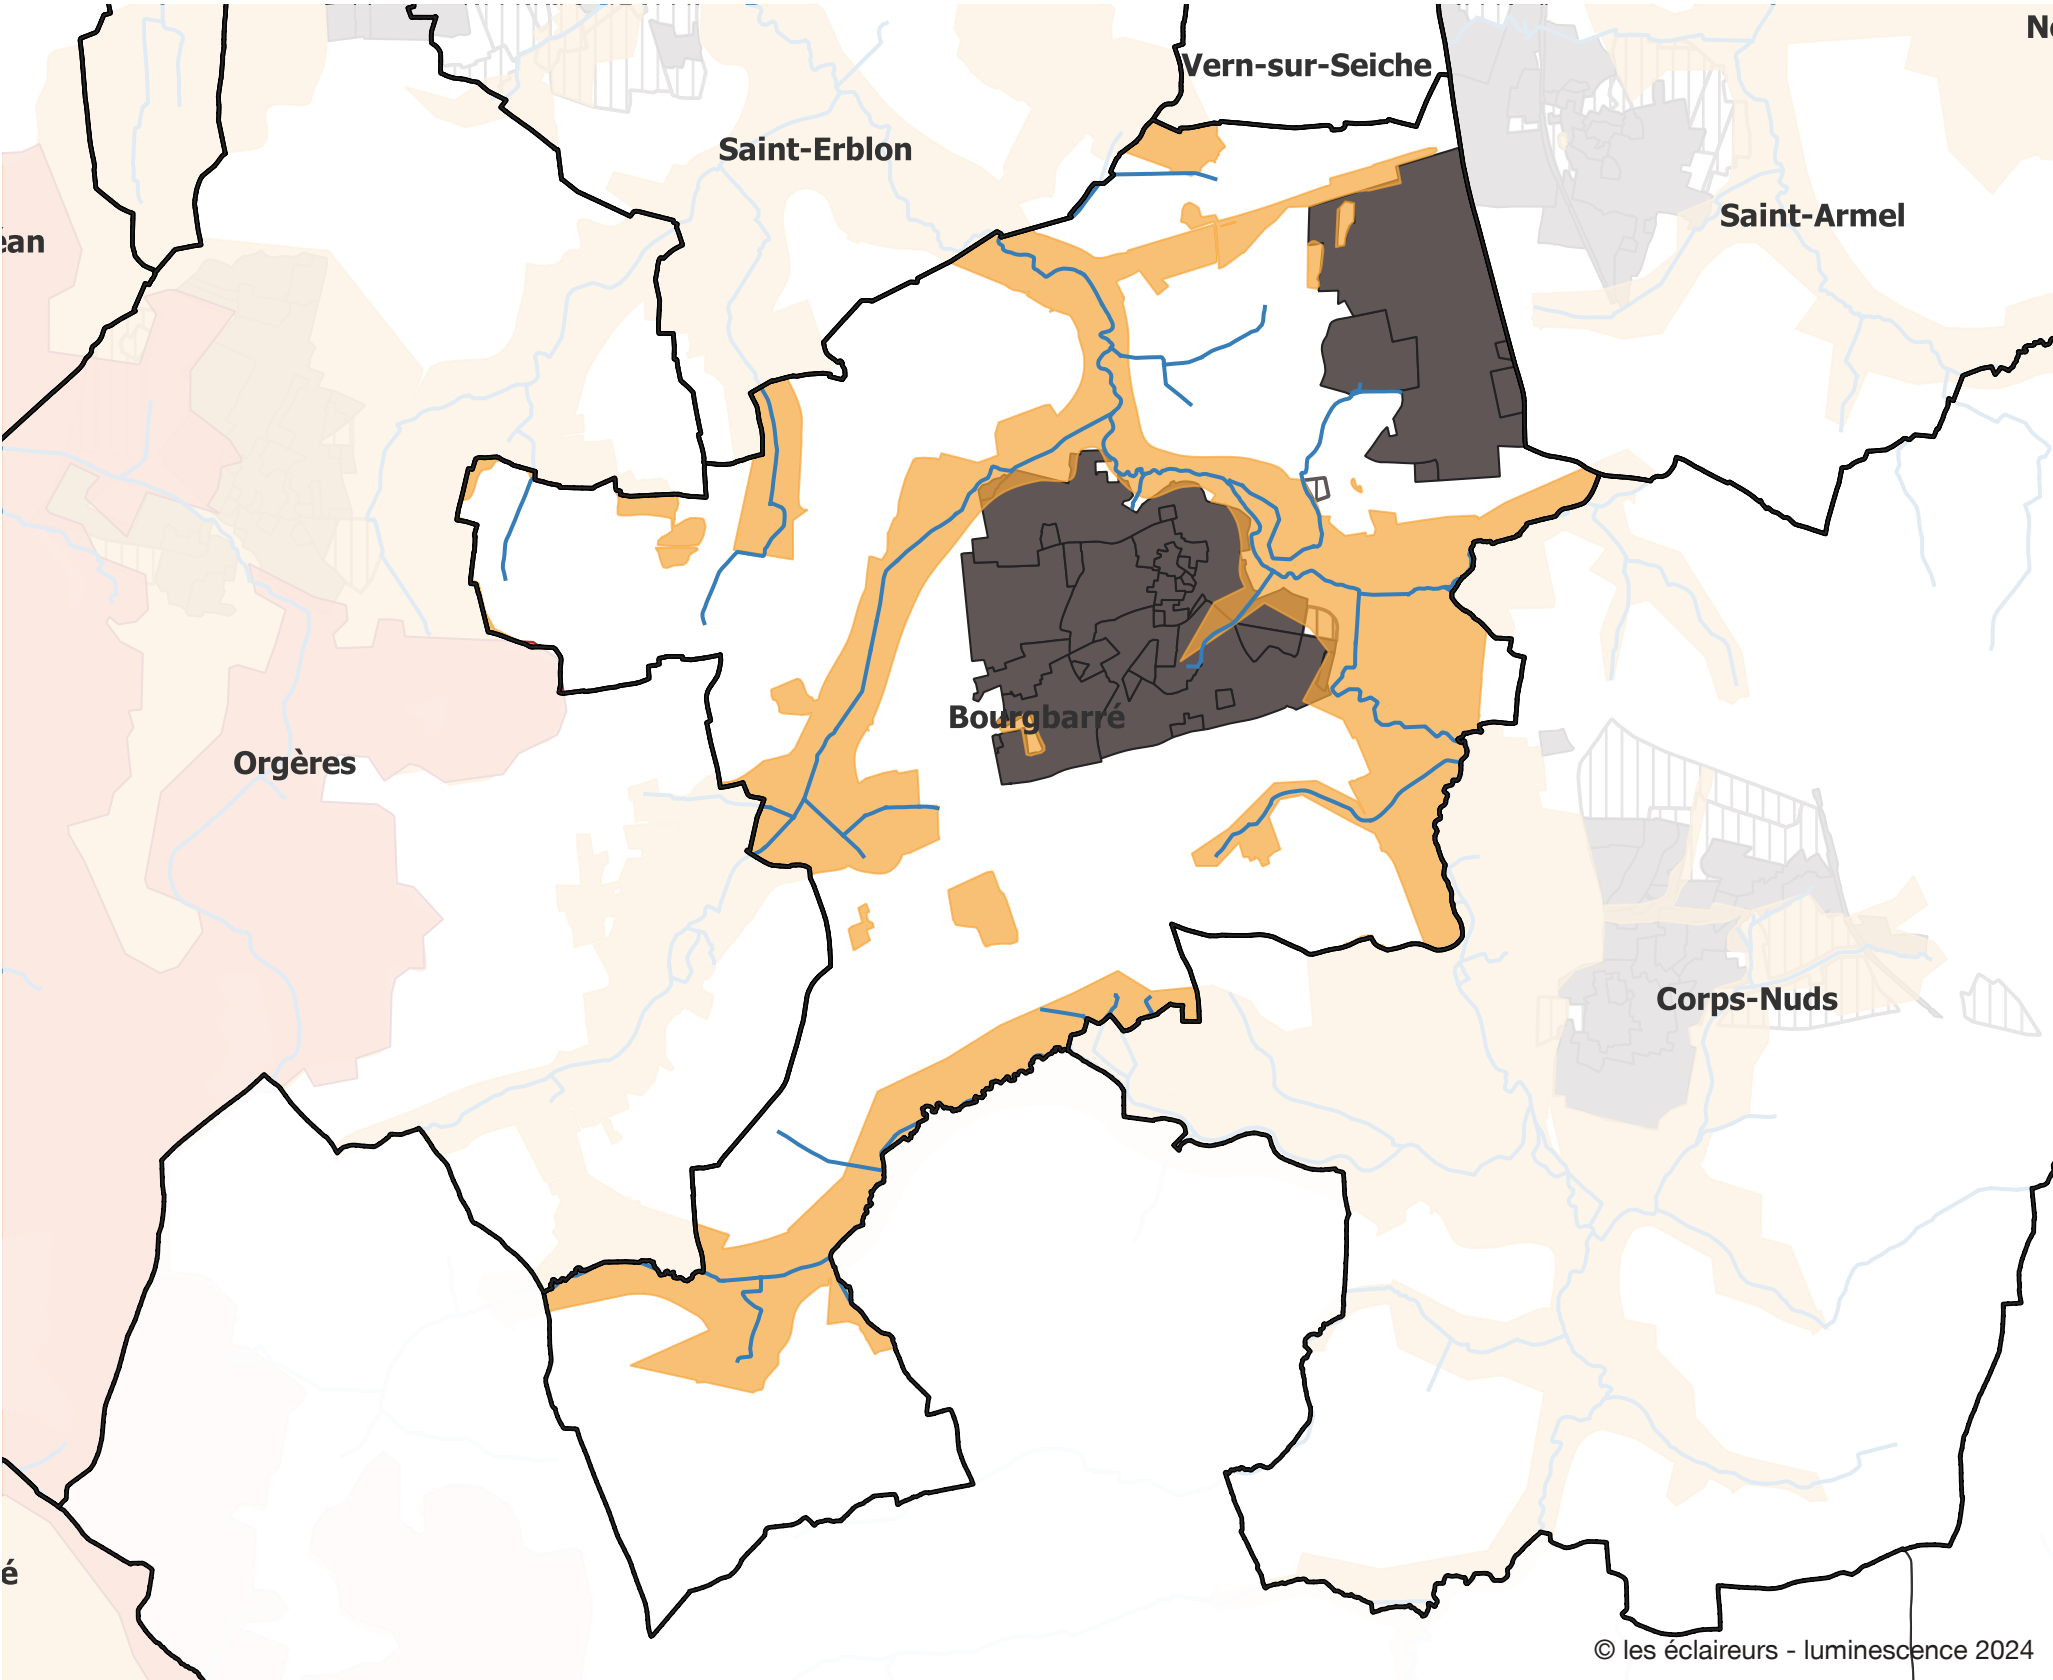 Vern-sur-Seiche
Saint-Erblon
Saint-Armel
Bourgbarré
Orgères
Corps-Nuds
© les éclaireurs - luminescence 2024